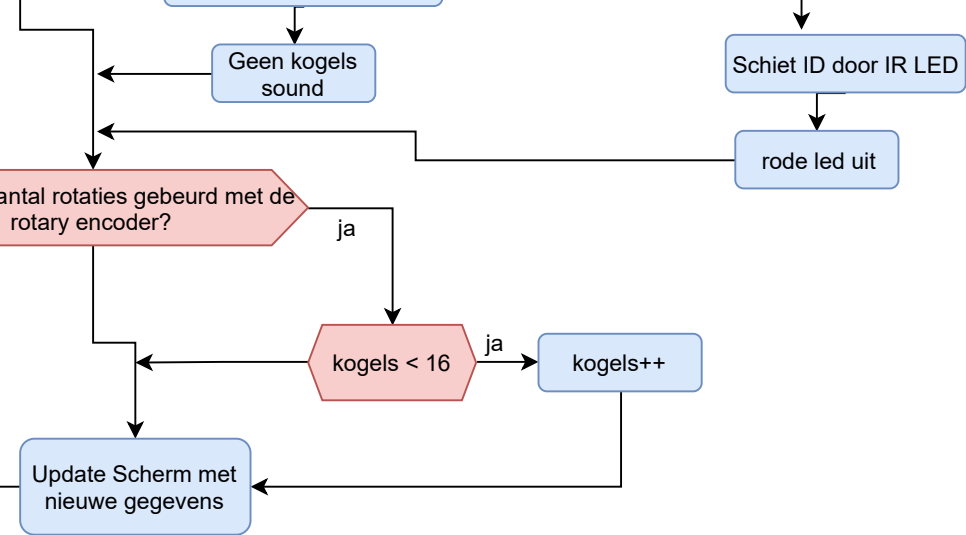 Geen kogels
sound
Schiet ID door IR LED
rode led uit
antal rotaties gebeurd met de
rotary encoder?
ja
kogels < 16
ja
kogels++
Update Scherm met
nieuwe gegevens